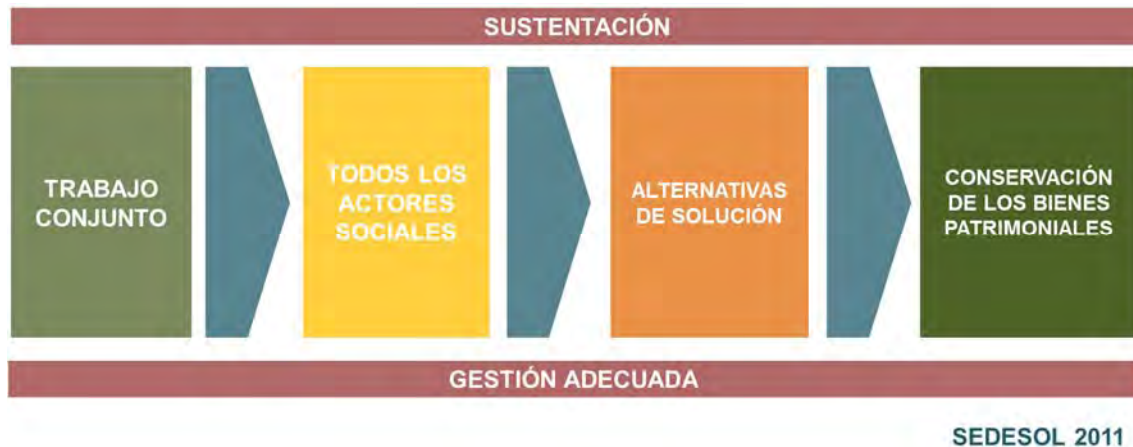 SUSTENTACIÓN
TRABAJO
CONJUNTO
TODOS LOS
ACTORES
SOCIALES
ALTERNATIVAS
DE SOLUCIÓN
CONSERVACIÓN
DE LOS BIENES
PATRIMONIALES
GESTIÓN ADECUADA
SEDESOL 2011